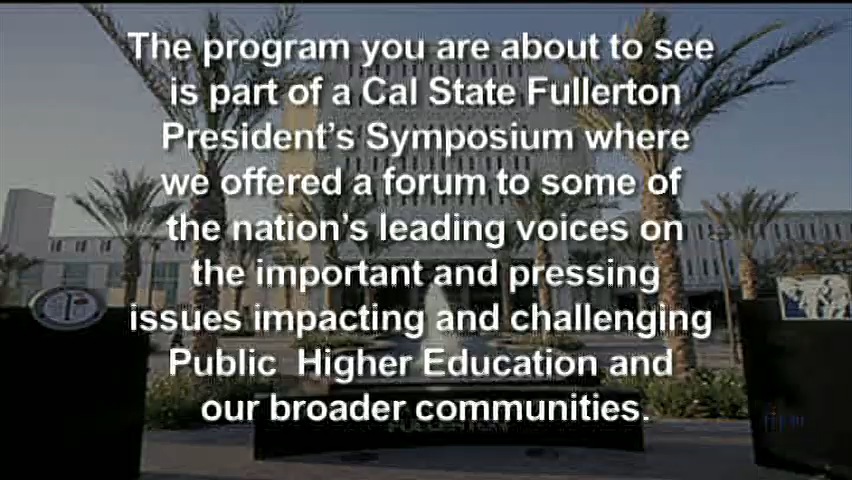 The program you are about to see
is part of a Cal State Fullerton
President's Symposium where
we offered a forum to some of
the nation's leading voices on
the important and pressing
issues impacting and challenging
Public Higher Education and
our broader communities.